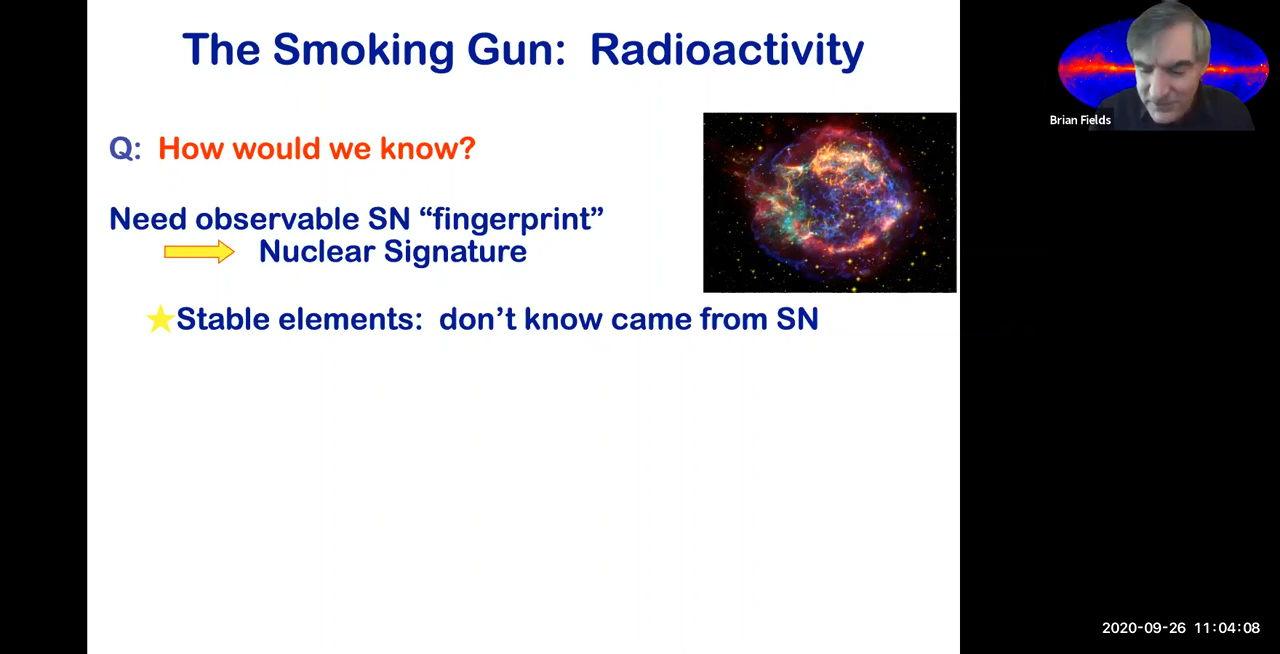 The Smoking Gun: Radioactivity
Brian Fields
Q: How would we know?
Need observable SN “fingerprint”
Nuclear Signature
Stable elements: don’t know came from SN
2020-09-26 11:04:08